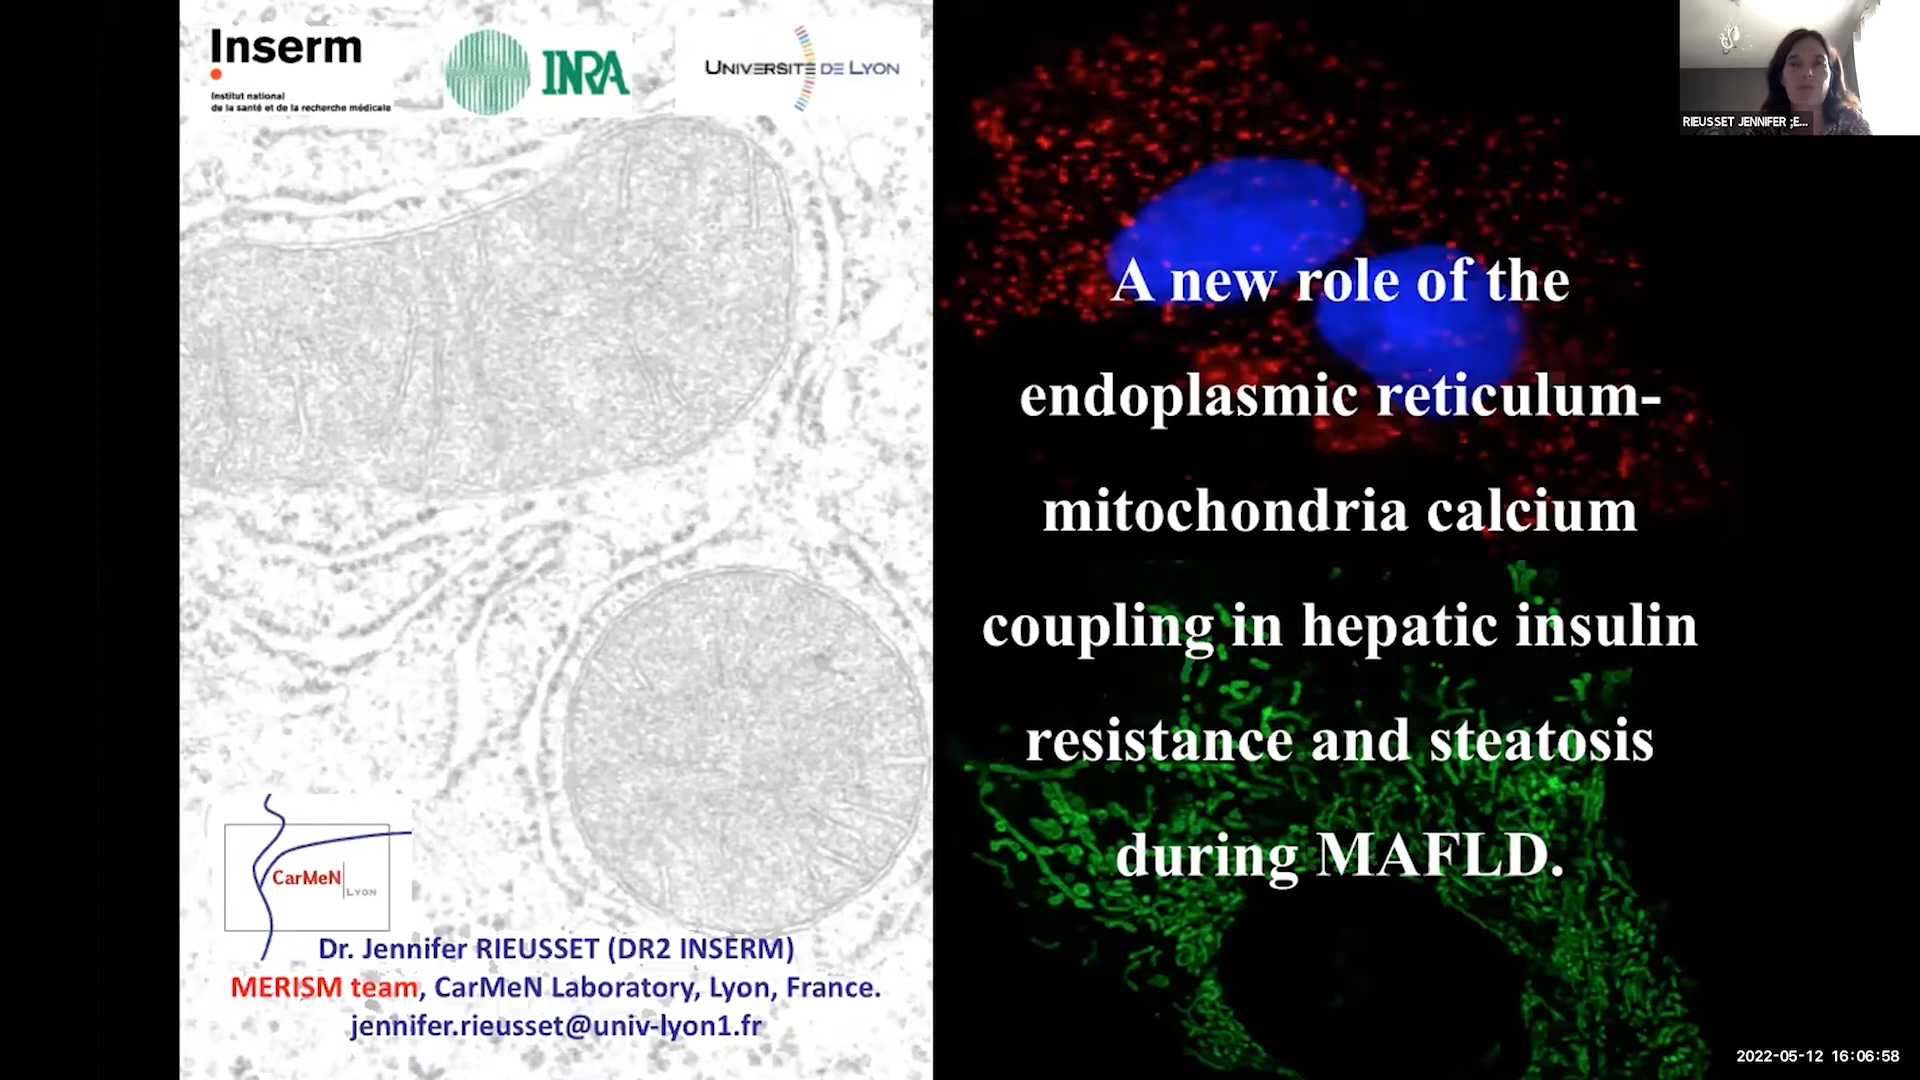 Inserm
Institut national
de la santé et de la recherche médicale
INRA
UNIVERSITE DE LYON
RIEUSSET JENNIFER ;E...
A new role of the
endoplasmic reticulum-
mitochondria calcium
coupling in hepatic insulin
resistance and steatosis
during MAFLD.
CarMeN
LYON
Dr. Jennifer RIEUSSET (DR2 INSERM)
MERISM team, CarMeN Laboratory, Lyon, France.
jennifer.rieusset@univ-lyon1.fr
2022-05-12 16:06:58